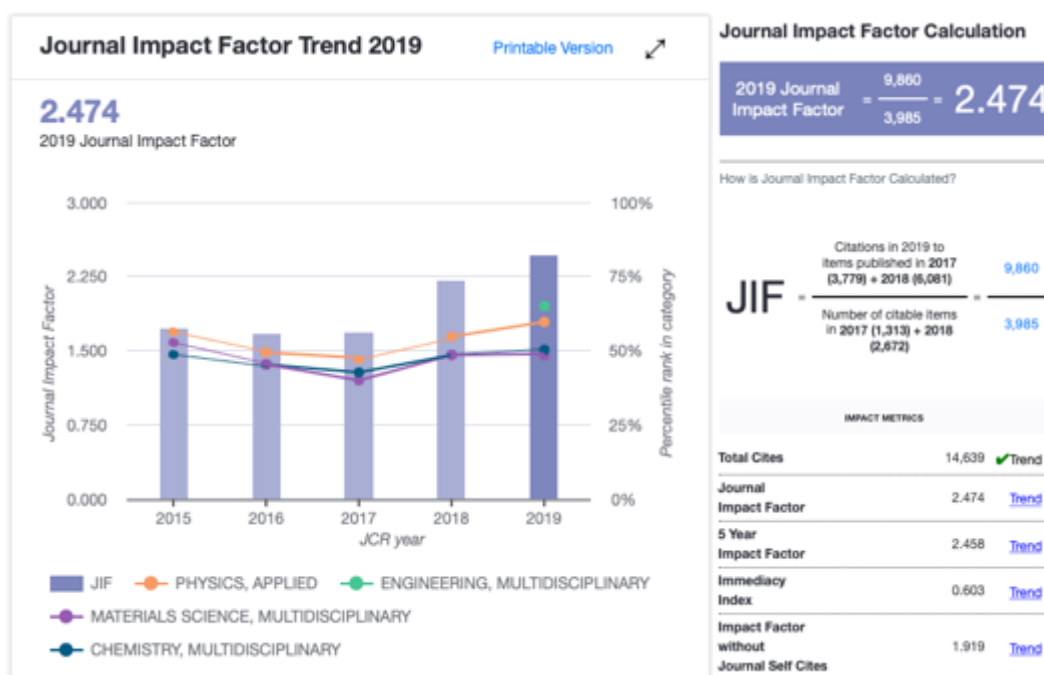 Journal Impact Factor Trend 2019
Printable Version
2.474
2019 Journal Impact Factor
3.000
2.250
1.500
0.750
0.000
Journal Impact Factor
100%
75%
50%
25%
0%
Percentile rank in category
2015 2016 2017 2018 2019
JCR year
JIF PHYSICS, APPLIED ENGINEERING, MULTIDISCIPLINARY
MATERIALS SCIENCE, MULTIDISCIPLINARY
CHEMISTRY, MULTIDISCIPLINARY
Journal Impact Factor Calculation
2019 Journal
Impact Factor
=
9,860
3,985
= 2.474
How is Journal Impact Factor Calculated?
JIF =
Citations in 2019 to
items published in 2017
(3,779) + 2018 (6,081)
Number of citable items
in 2017 (1,313) + 2018
(2,672)
=
9,860
3,985
IMPACT METRICS
Total Cites 14,639 ✔Trend
Journal
Impact Factor 2.474 Trend
5 Year
Impact Factor 2.458 Trend
Immediacy
Index 0.603 Trend
Impact Factor
without
Journal Self Cites 1.919 Trend